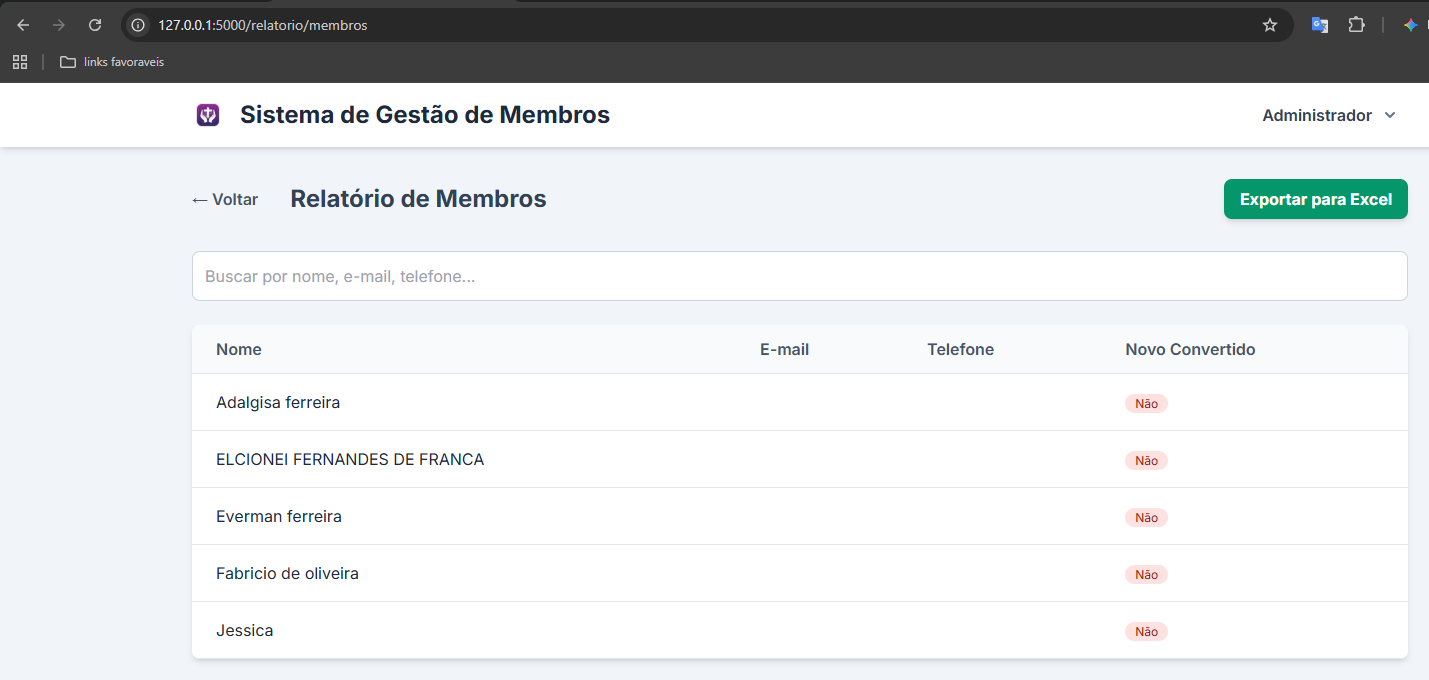 127.0.0.1:5000/relatorio/membros
links favoraveis
Sistema de Gestão de Membros
Administrador
← Voltar
Relatório de Membros
Exportar para Excel
Buscar por nome, e-mail, telefone...
Nome E-mail Telefone Novo Convertido
Adalgisa ferreira Não
ELCIONEI FERNANDES DE FRANCA Não
Everman ferreira Não
Fabricio de oliveira Não
Jessica Não